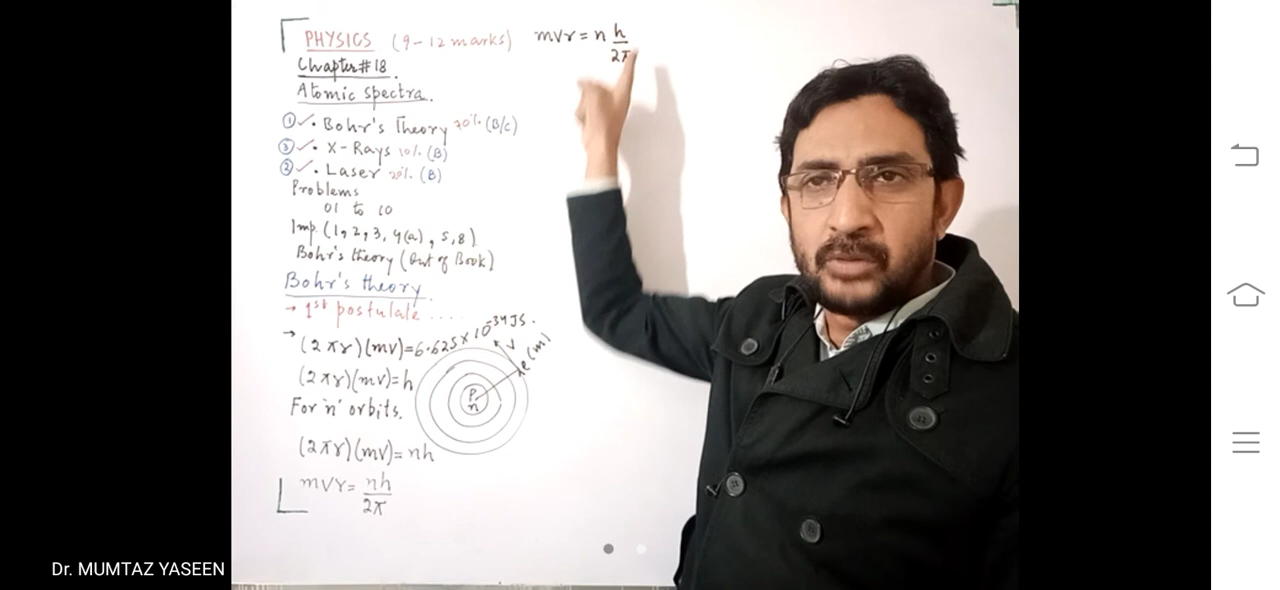 PHYSICS (9-12 marks)
mvr = n h/2π
Chapter # 18.
Atomic spectra.
① ✓. Bohr's Theory 70% (B/C)
③ ✓. X-Rays 10% (B)
② ✓. Laser 20% (B)
Problems
01 to 10
Imp. (1, 2, 3, 4(a), 5, 8)
Bohr's theory (Out of Book)
Bohr's theory.
→ 1st postulate ....
→ (2πr)(mv)=6.625 × 10⁻³⁴ JS.
v
e (m)
P
n
(2πr)(mv)=h
For 'n' orbits.
(2πr)(mv)= nh
mvr= nh/2π
Dr. MUMTAZ YASEEN